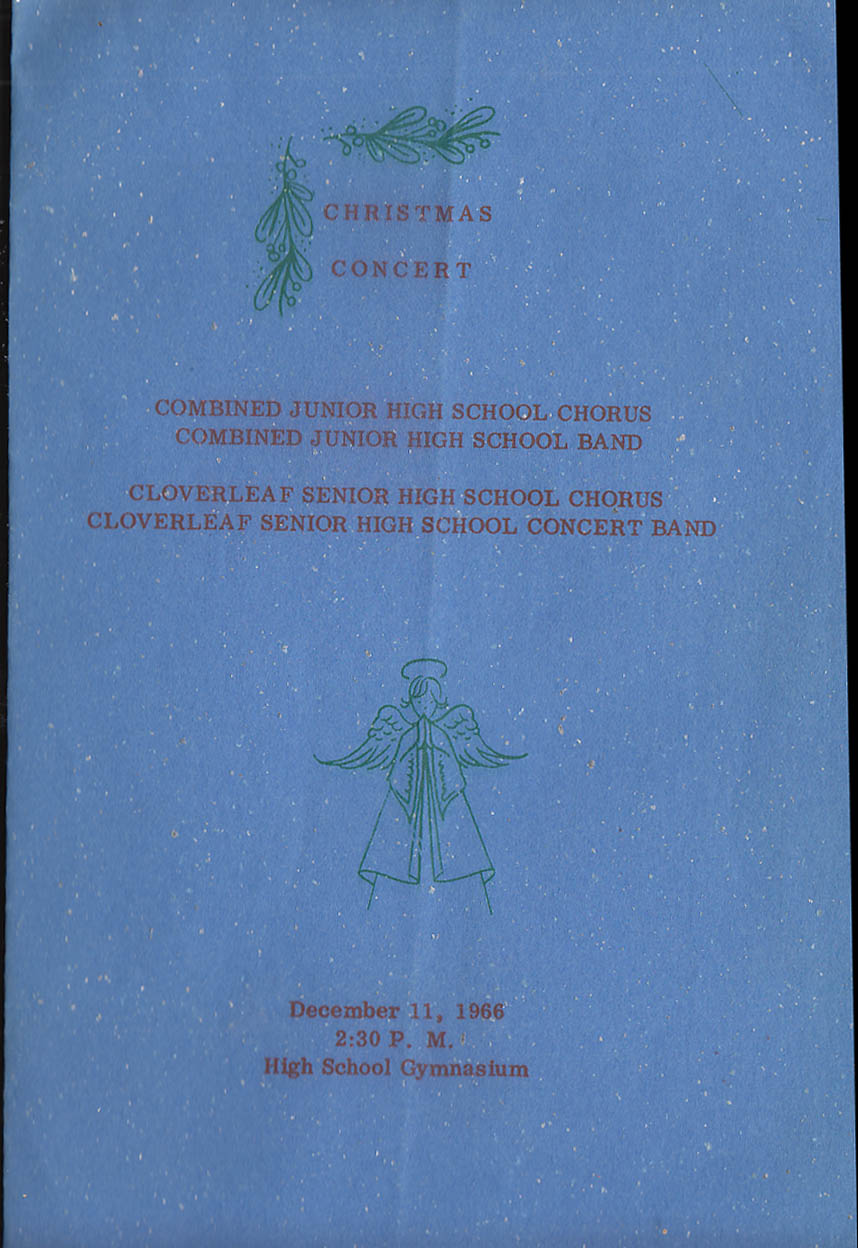 CHRISTMAS
CONCERT
COMBINED JUNIOR HIGH SCHOOL CHORUS
COMBINED JUNIOR HIGH SCHOOL BAND
CLOVERLEAF SENIOR HIGH SCHOOL CHORUS
CLOVERLEAF SENIOR HIGH SCHOOL CONCERT BAND
December 11, 1966
2:30 P. M.
High School Gymnasium